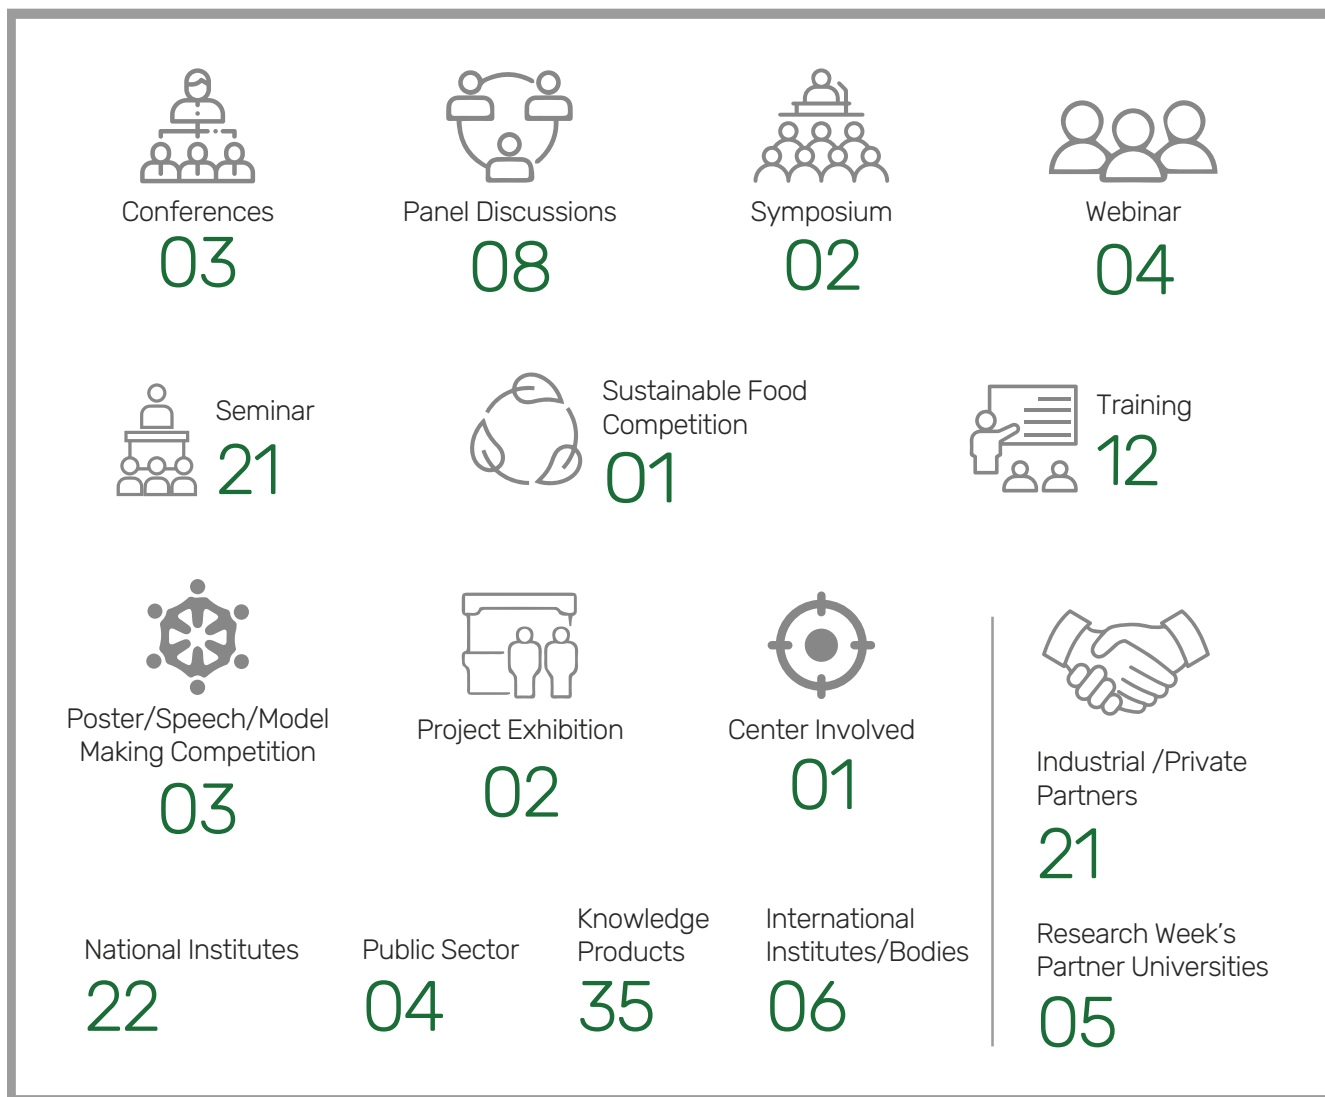 Conferences
03
Panel Discussions
08
Symposium
02
Webinar
04
Seminar
21
Sustainable Food
Competition
01
Training
12
Poster/Speech/Model
Making Competition
03
Project Exhibition
02
Center Involved
01
Industrial /Private
Partners
21
National Institutes
22
Public Sector
04
Knowledge
Products
35
International
Institutes/Bodies
06
Research Week’s
Partner Universities
05